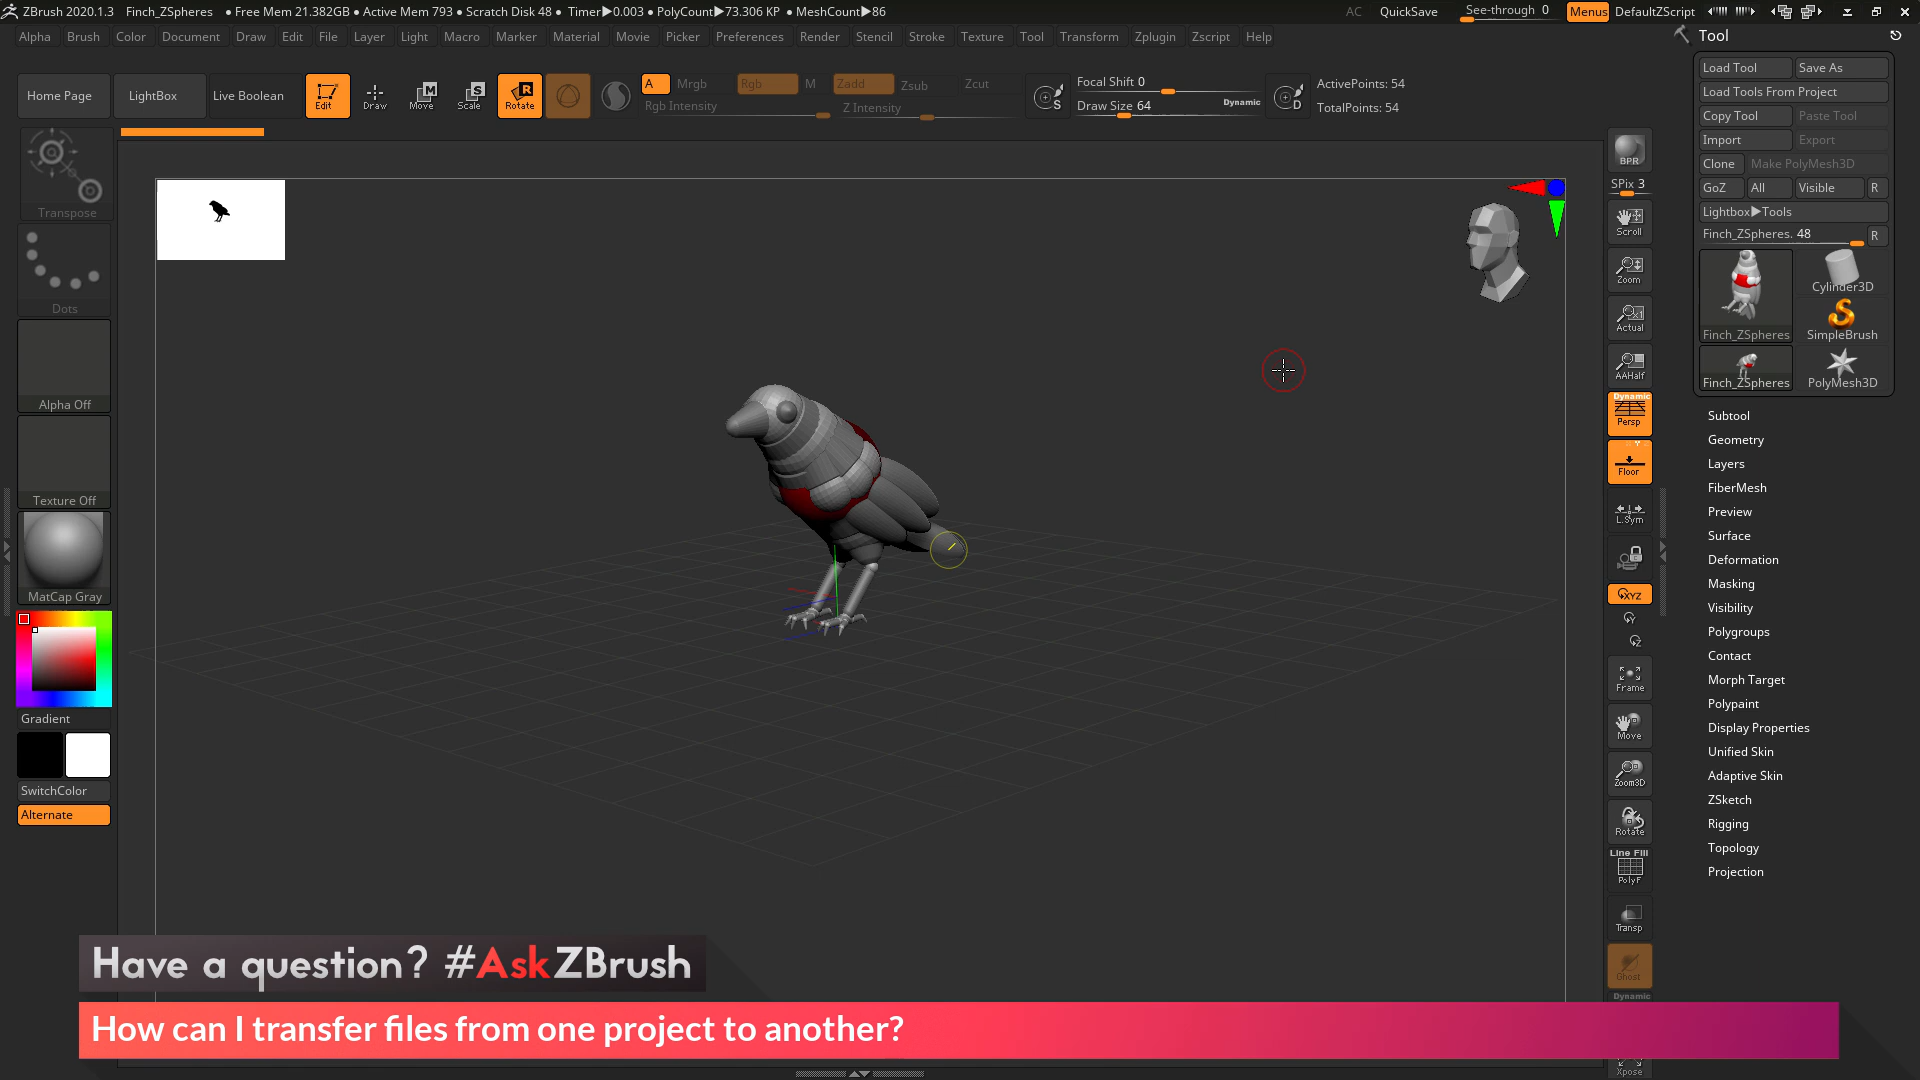 ZBrush 2020.1.3 Finch_ZSpheres • Free Mem 21.382GB • Active Mem 793 • Scratch Disk 48 • Timer▶0.003 • PolyCount▶73.306 KP • MeshCount▶86 AC QuickSave See-through 0 Menus DefaultZScript
Alpha Brush Color Document Draw Edit File Layer Light Macro Marker Material Movie Picker Preferences Render Stencil Stroke Texture Tool Transform Zplugin Zscript Help
Tool
Home Page LightBox Live Boolean Edit Draw Move Scale Rotate
A Mrgb Rgb M Zadd Zsub Zcut
Rgb Intensity Z Intensity
S Focal Shift 0
Draw Size 64 Dynamic D
ActivePoints: 54
TotalPoints: 54
Transpose
Dots
Alpha Off
Texture Off
MatCap Gray
Gradient
SwitchColor
Alternate
BPR
SPix 3
Scroll
Zoom
Actual
AAHalf
Dynamic
Persp
Floor
L.Sym
XYZ
Y
Z
Frame
Move
Zoom3D
Rotate
Line Fill
PolyF
Transp
Ghost
Dynamic
Xpose
Load Tool Save As
Load Tools From Project
Copy Tool Paste Tool
Import Export
Clone Make PolyMesh3D
GoZ All Visible R
Lightbox▶Tools
Finch_ZSpheres. 48 R
Finch_ZSpheres Cylinder3D
SimpleBrush
Finch_ZSpheres PolyMesh3D
Subtool
Geometry
Layers
FiberMesh
Preview
Surface
Deformation
Masking
Visibility
Polygroups
Contact
Morph Target
Polypaint
Display Properties
Unified Skin
Adaptive Skin
ZSketch
Rigging
Topology
Projection
Have a question? #AskZBrush
How can I transfer files from one project to another?